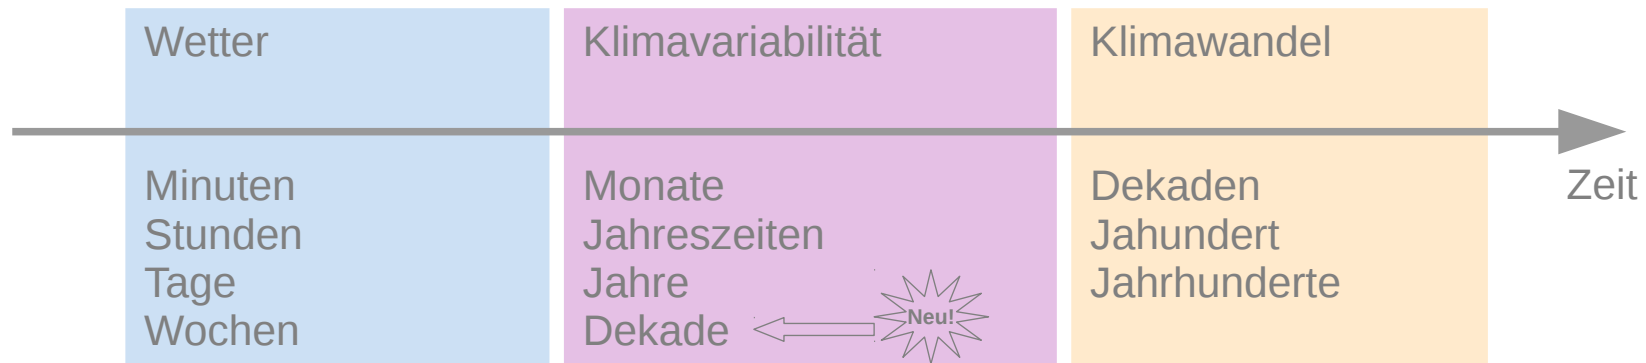 Wetter
Minuten
Stunden
Tage
Wochen
Klimavariabilität
Monate
Jahreszeiten
Jahre
Dekade
Neu!
Klimawandel
Dekaden
Jahundert
Jahrhunderte
Zeit